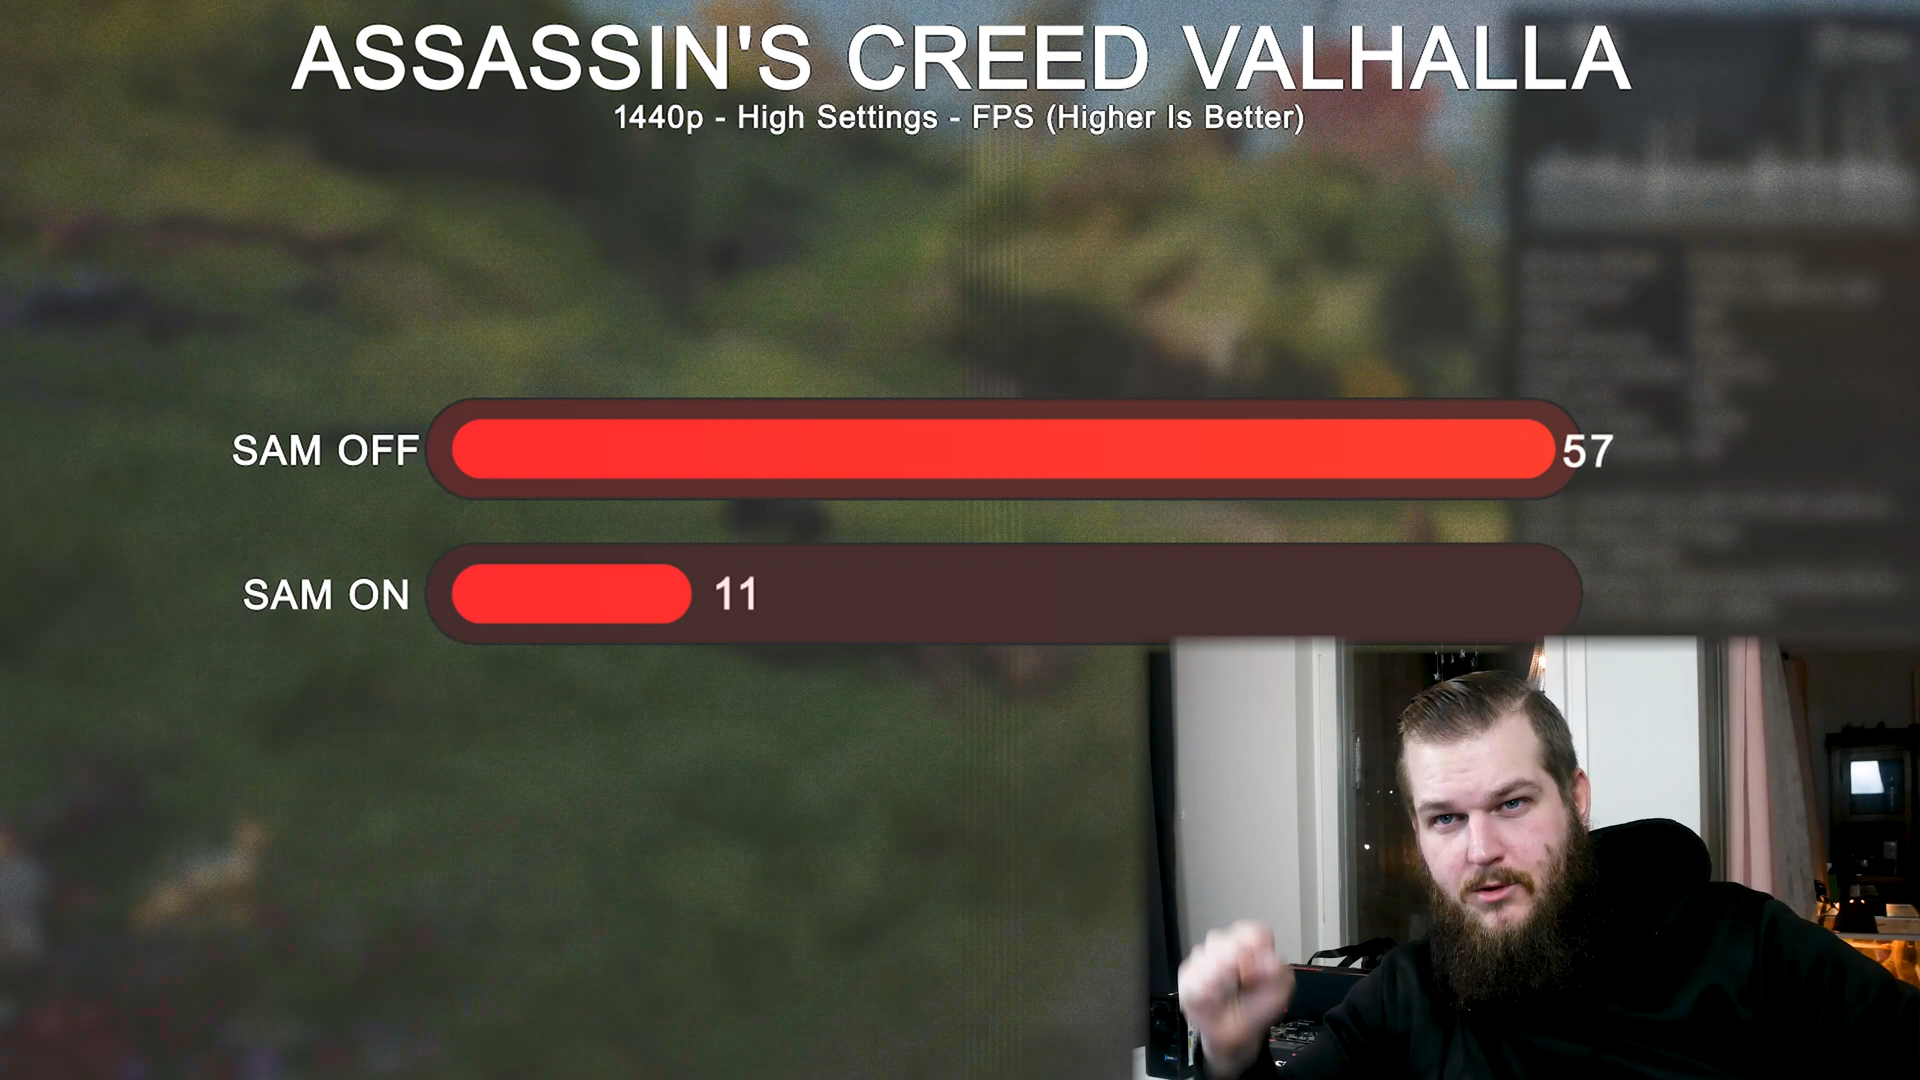 ASSASSIN'S CREED VALHALLA
1440p - High Settings - FPS (Higher Is Better)
SAM OFF 57
SAM ON 11